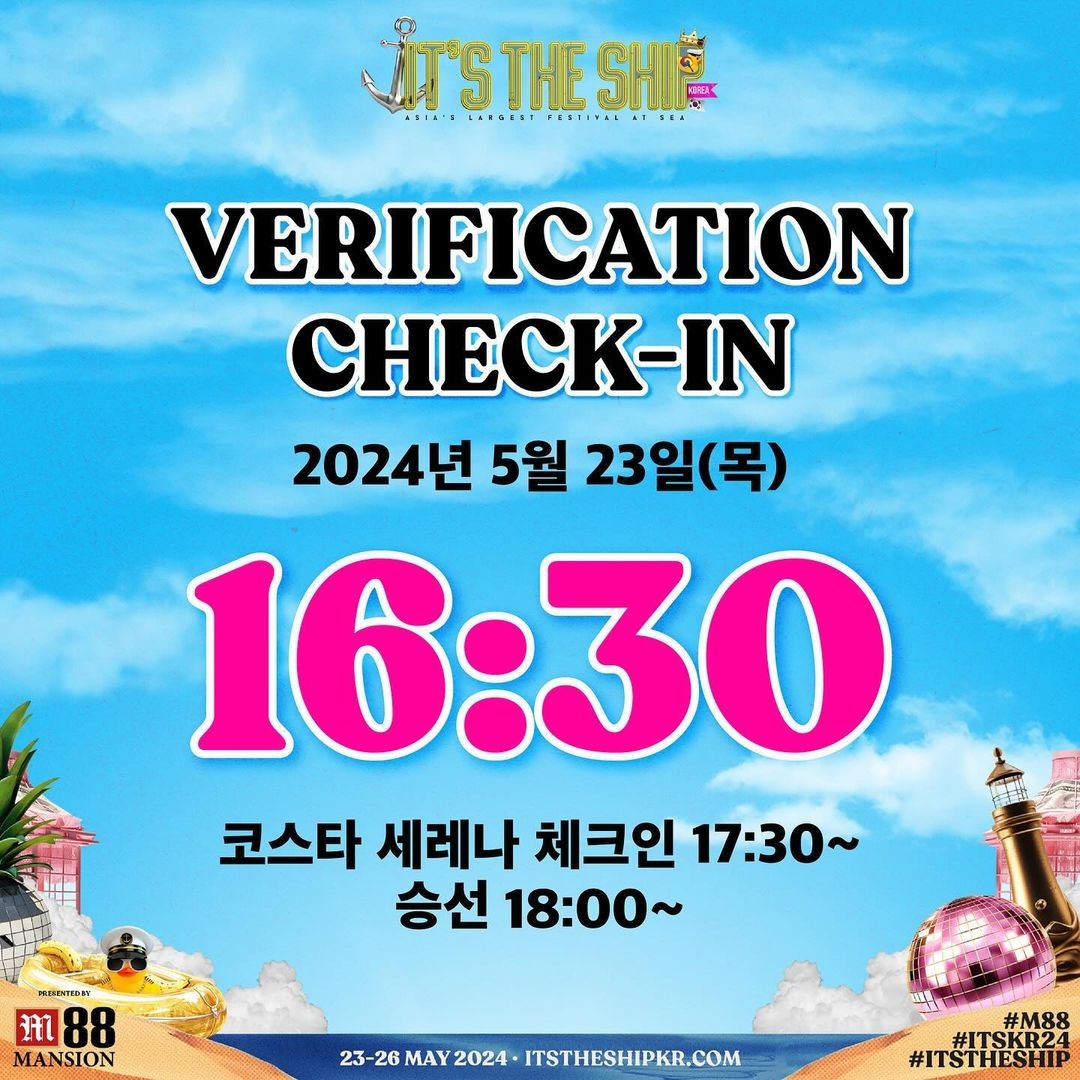 IT'S THE SHIP
KOREA
ASIA'S LARGEST FESTIVAL AT SEA
VERIFICATION
CHECK-IN
2024년 5월 23일(목)
16:30
코스타 세레나 체크인 17:30~
승선 18:00~
PRESENTED BY
M 88
MANSION
23-26 MAY 2024 • ITSTHESHIPKR.COM
#M88
#ITSKR24
#ITSTHESHIP